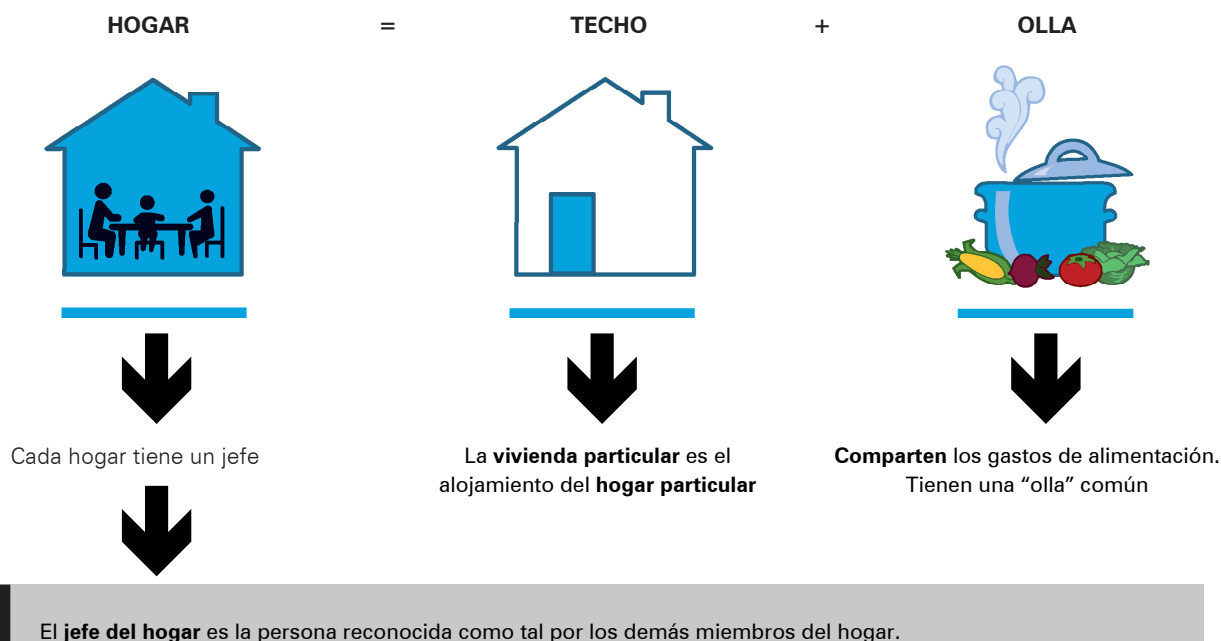 HOGAR = TECHO + OLLA
Cada hogar tiene un jefe
La vivienda particular es el
alojamiento del hogar particular
Comparten los gastos de alimentación.
Tienen una “olla” común
El jefe del hogar es la persona reconocida como tal por los demás miembros del hogar.